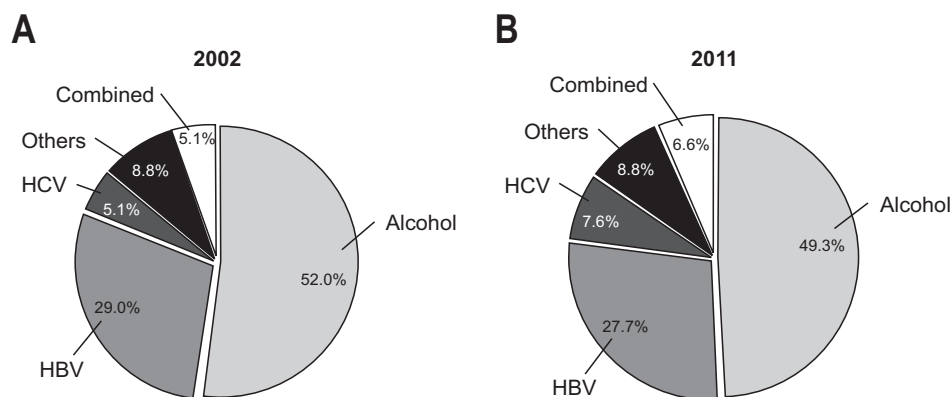 A
2002
Combined
5.1%
Others
8.8%
HCV
5.1%
Alcohol
52.0%
29.0%
HBV
B
2011
Combined
6.6%
Others
8.8%
HCV
7.6%
Alcohol
49.3%
27.7%
HBV